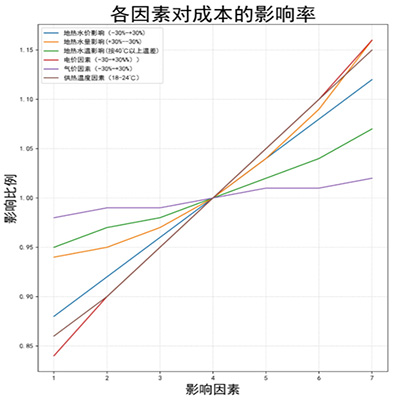 各因素对成本的影响率
地热水价影响 (-30%-+30%)
地热水量影响 (+30%--30%)
地热水温影响 (按40℃以上温差)
电价因素 (-30-+30%%) )
气价因素 (-30%-+30%)
供热温度因素 (18-24℃)
影响比例
1.15
1.10
1.05
1.00
0.95
0.90
0.85
1 2 3 4 5 6 7
影响因素